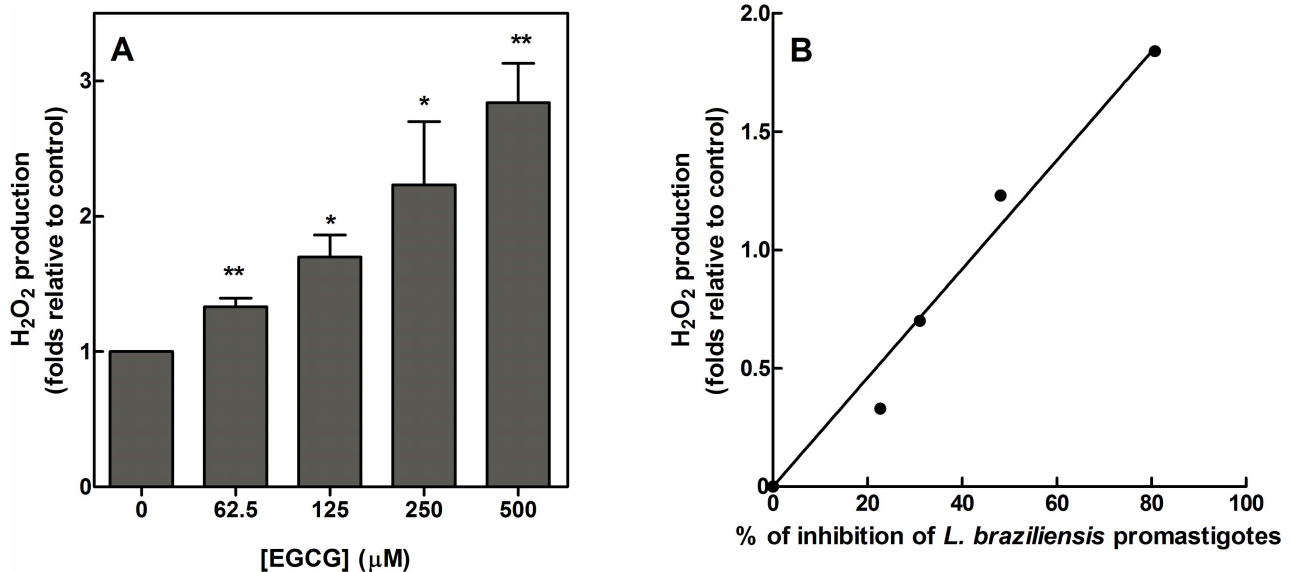 A
H₂O₂ production
(folds relative to control)
3
2
1
0
**
*
*
**
0 62.5 125 250 500
[EGCG] (μM)
B
H₂O₂ production
(folds relative to control)
2.0
1.5
1.0
0.5
0
0 20 40 60 80 100
% of inhibition of L. braziliensis promastigotes